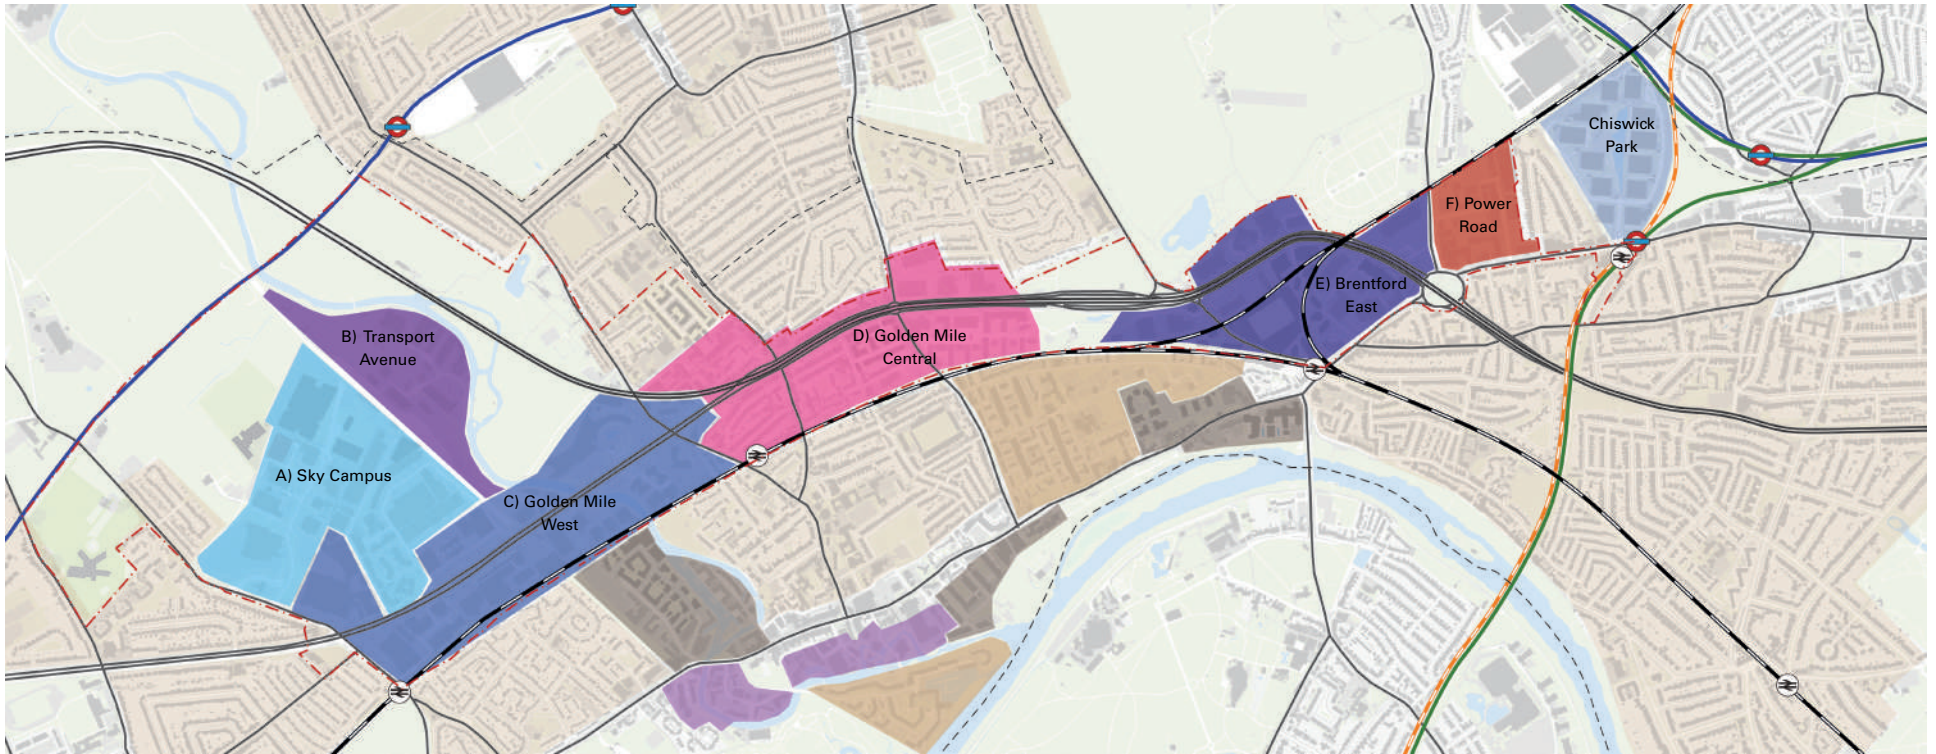 Chiswick
Park
F) Power
Road
E) Brentford
East
B) Transport
Avenue
D) Golden Mile
Central
A) Sky Campus
C) Golden Mile
West